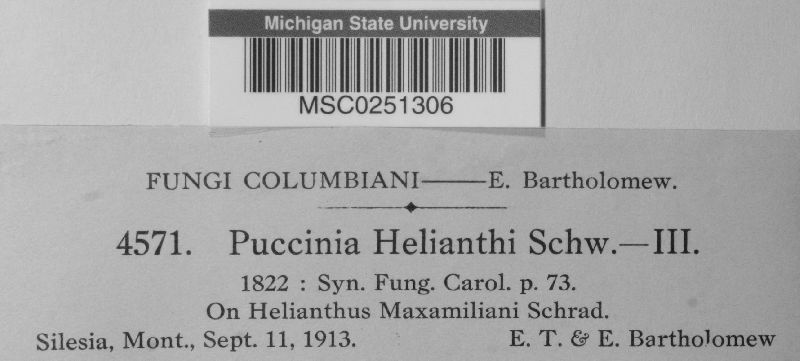 Michigan State University
MSC0251306
FUNGI COLUMBIANI——E. Bartholomew.
4571. Puccinia Helianthi Schw.—III.
1822 : Syn. Fung. Carol. p. 73.
On Helianthus Maxamiliani Schrad.
Silesia, Mont., Sept. 11, 1913. E. T. & E. Bartholomew